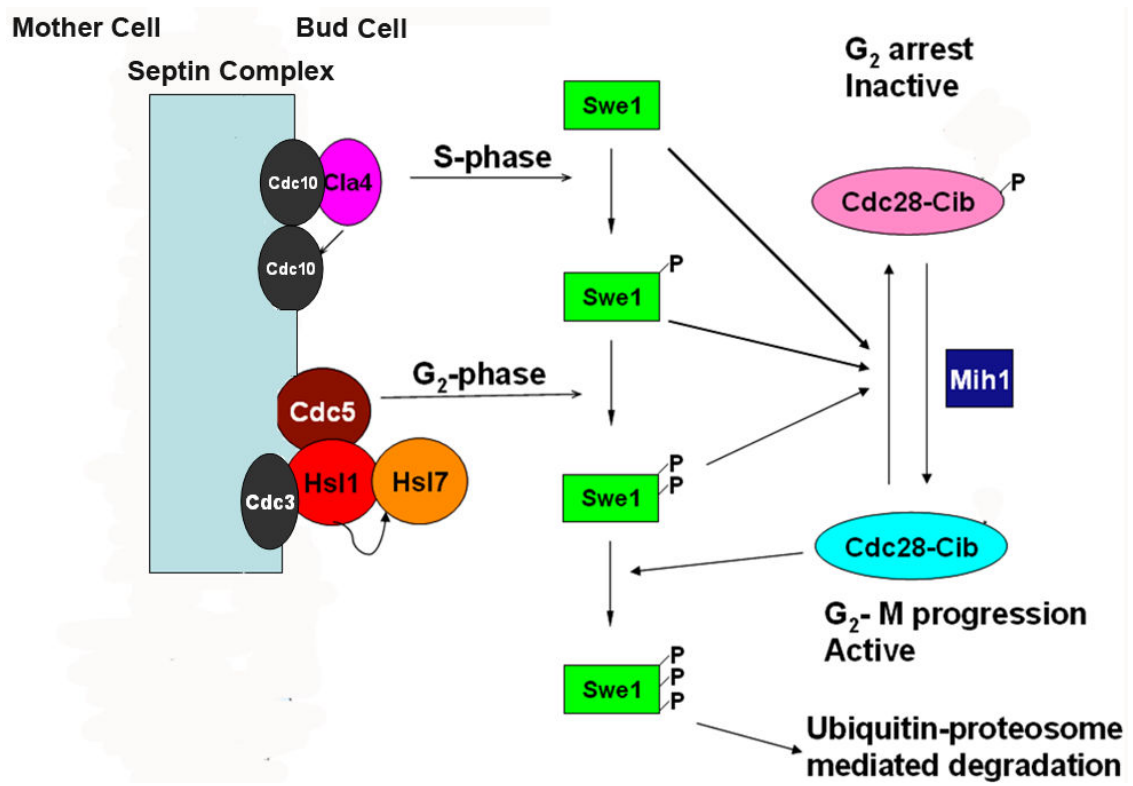 Mother Cell
Bud Cell
Septin Complex
Cdc10
Cla4
Cdc10
Cdc5
Hsl1
Hsl7
Cdc3
S-phase
G₂-phase
Swe1
Swe1
P
Swe1
P
P
Swe1
P
P
P
G₂ arrest
Inactive
Cdc28-Cib
P
Mih1
Cdc28-Cib
G₂- M progression
Active
Ubiquitin-proteosome
mediated degradation